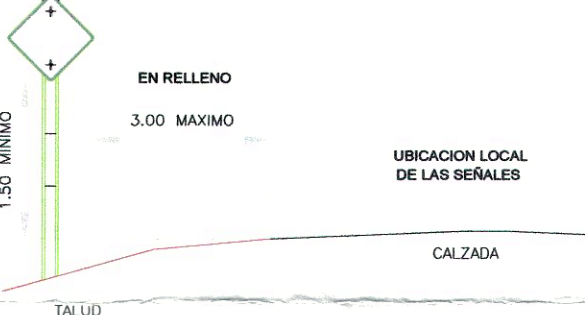 EN RELLENO
3.00 MAXIMO
1.50 MINIMO
UBICACION LOCAL
DE LAS SEÑALES
CALZADA
TALUD